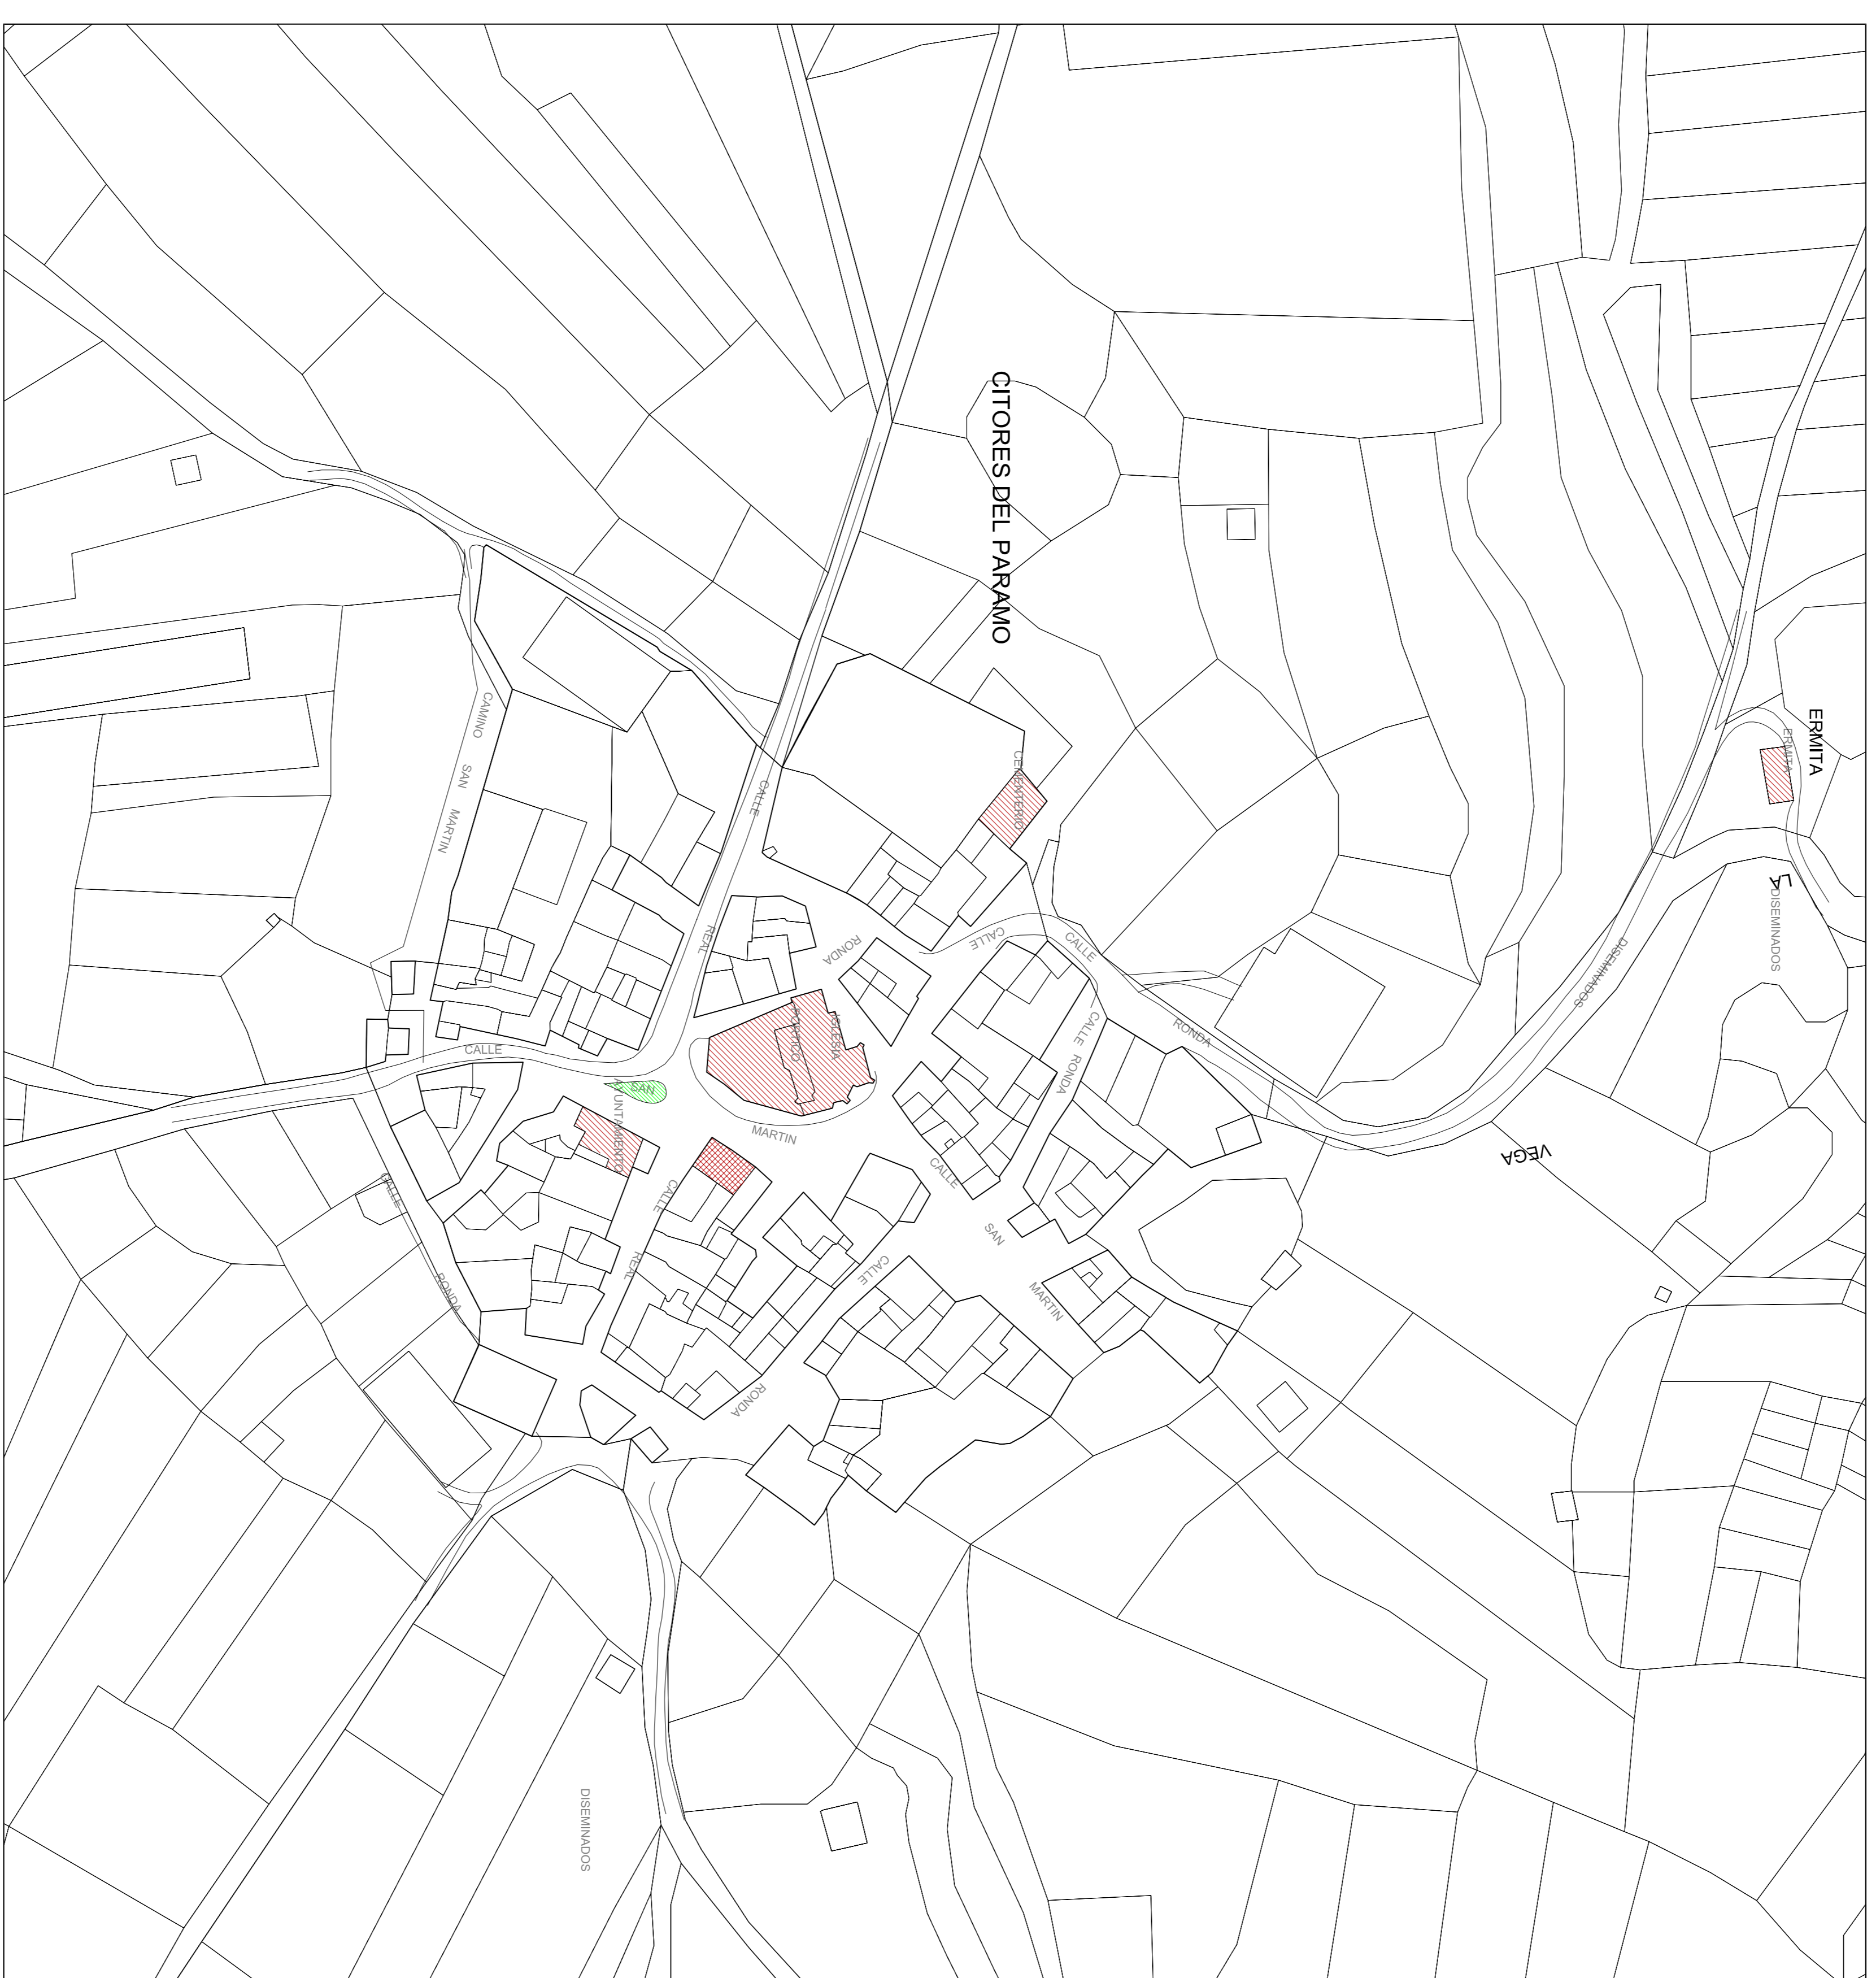 CITORES DEL PARAMO
ERMITA
ERMITA
CAMINO SAN MARTIN
CALLE REAL
CEMENTERIO
LA VEGA
DISEMINADOS
DISEMINADOS
CALLE RONDA
CALLE RONDA
CALLE RONDA
PORTICO
IGLESIA
CALLE SAN MARTIN
AYUNTAMIENTO
CALLE REAL
CALLE SAN MARTIN
CALLE RONDA
CALLE RONDA
DISEMINADOS